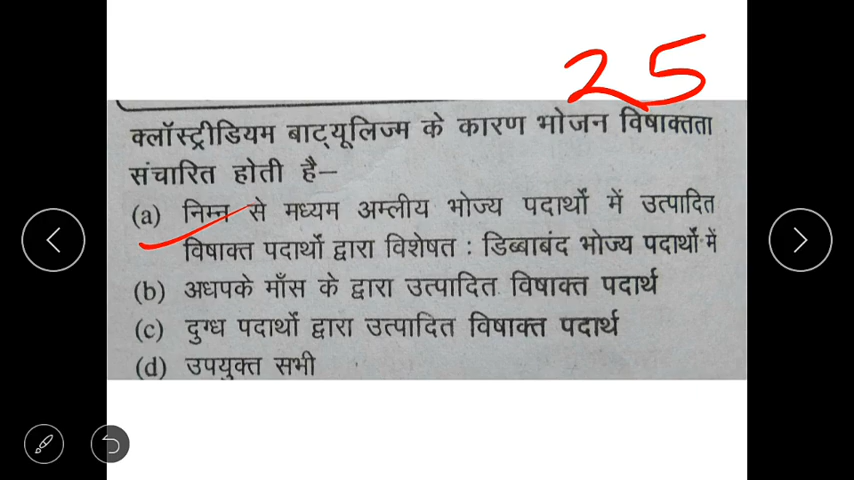 25
क्लॉस्ट्रीडियम बाट्यूलिज्म के कारण भोजन विषाक्तता
संचारित होती है–
(a) निम्न से मध्यम अम्लीय भोज्य पदार्थों में उत्पादित
विषाक्त पदार्थों द्वारा विशेषत : डिब्बाबंद भोज्य पदार्थों में
(b) अधपके माँस के द्वारा उत्पादित विषाक्त पदार्थ
(c) दुग्ध पदार्थों द्वारा उत्पादित विषाक्त पदार्थ
(d) उपयुक्त सभी